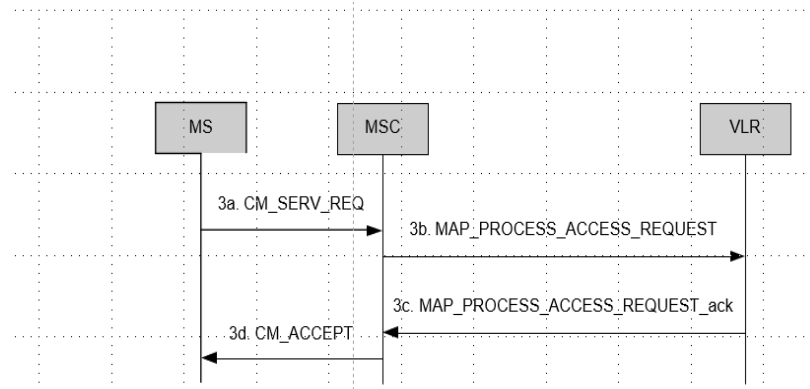 MS
MSC
VLR
3a. CM_SERV_REQ
3b. MAP_PROCESS_ACCESS_REQUEST
3c. MAP_PROCESS_ACCESS_REQUEST_ack
3d. CM_ACCEPT